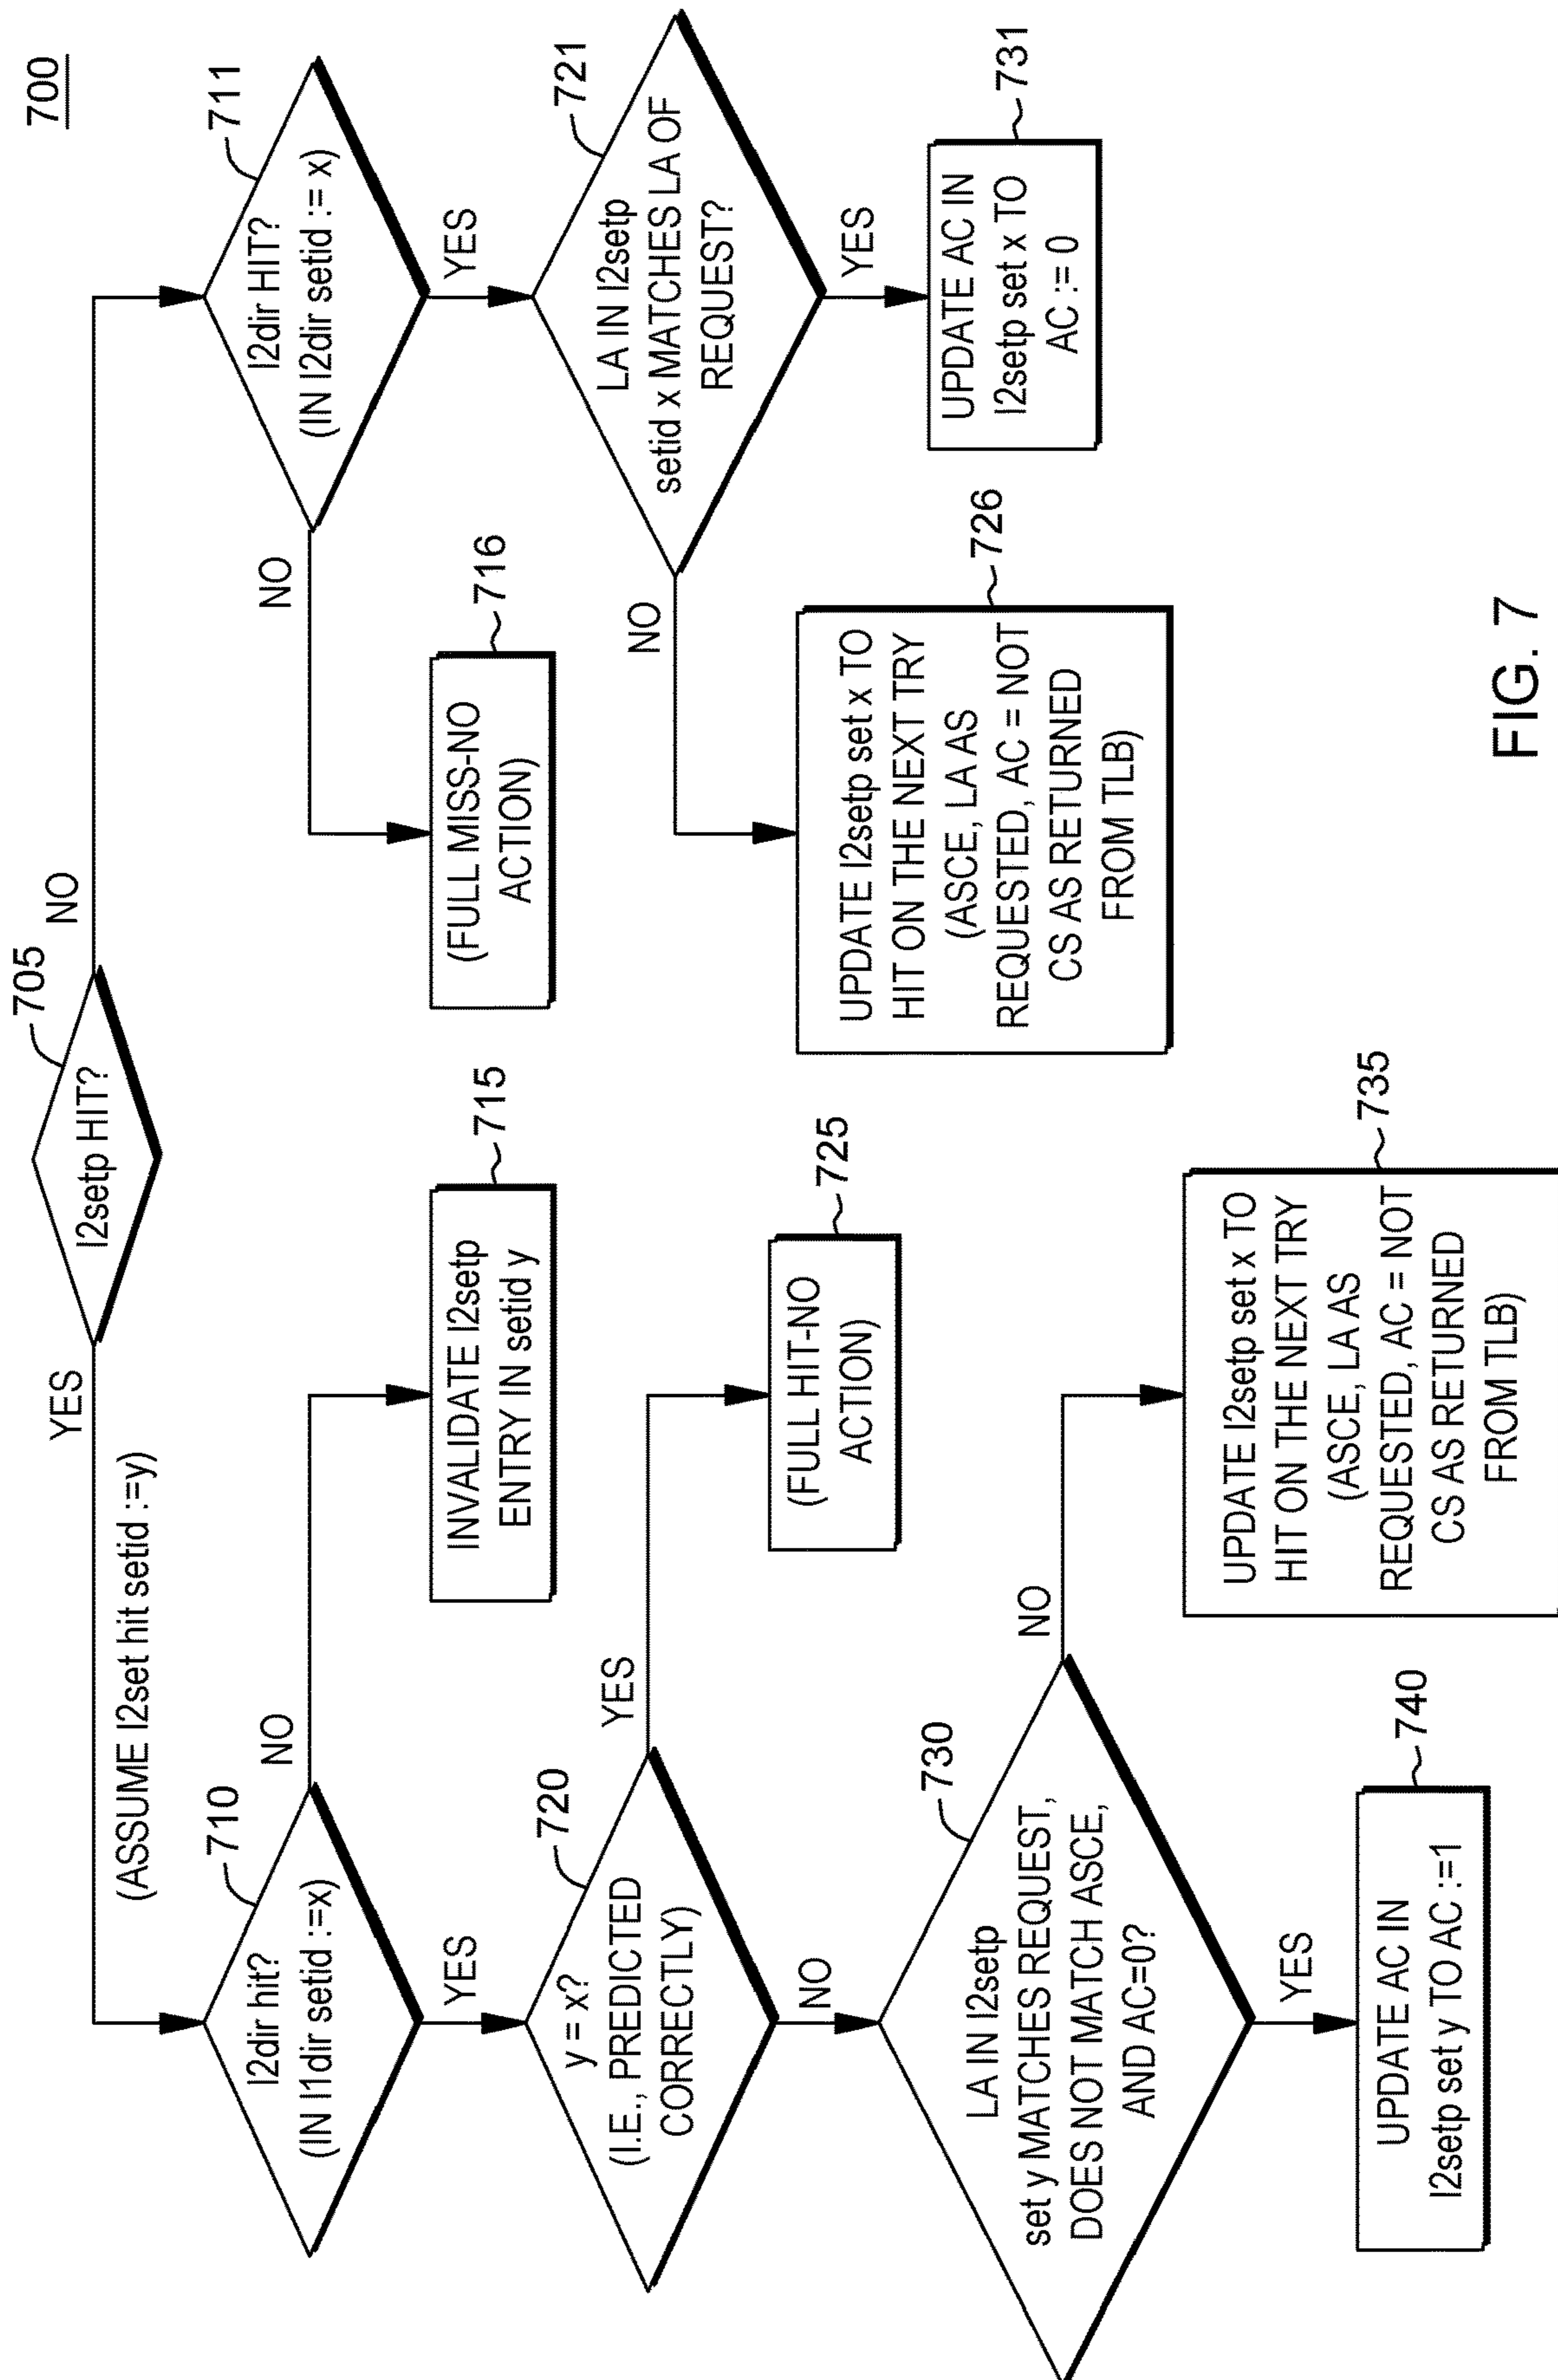 700
705
l2setp HIT?
YES
NO
(ASSUME l2set hit setid :=y)
710
l2dir hit?
(IN l1dir setid :=x)
NO
YES
715
INVALIDATE l2setp
ENTRY IN setid y
720
y = x?
(I.E., PREDICTED
CORRECTLY)
YES
NO
725
(FULL HIT-NO
ACTION)
730
LA IN l2setp
set y MATCHES REQUEST,
DOES NOT MATCH ASCE,
AND AC=0?
NO
YES
735
UPDATE l2setp set x TO
HIT ON THE NEXT TRY
(ASCE, LA AS
REQUESTED, AC = NOT
CS AS RETURNED
FROM TLB)
740
UPDATE AC IN
l2setp set y TO AC :=1
711
l2dir HIT?
(IN l2dir setid := x)
NO
YES
716
(FULL MISS-NO
ACTION)
721
LA IN l2setp
setid x MATCHES LA OF
REQUEST?
NO
YES
726
UPDATE l2setp set x TO
HIT ON THE NEXT TRY
(ASCE, LA AS
REQUESTED, AC = NOT
CS AS RETURNED
FROM TLB)
731
UPDATE AC IN
l2setp set x TO
AC := 0
FIG. 7